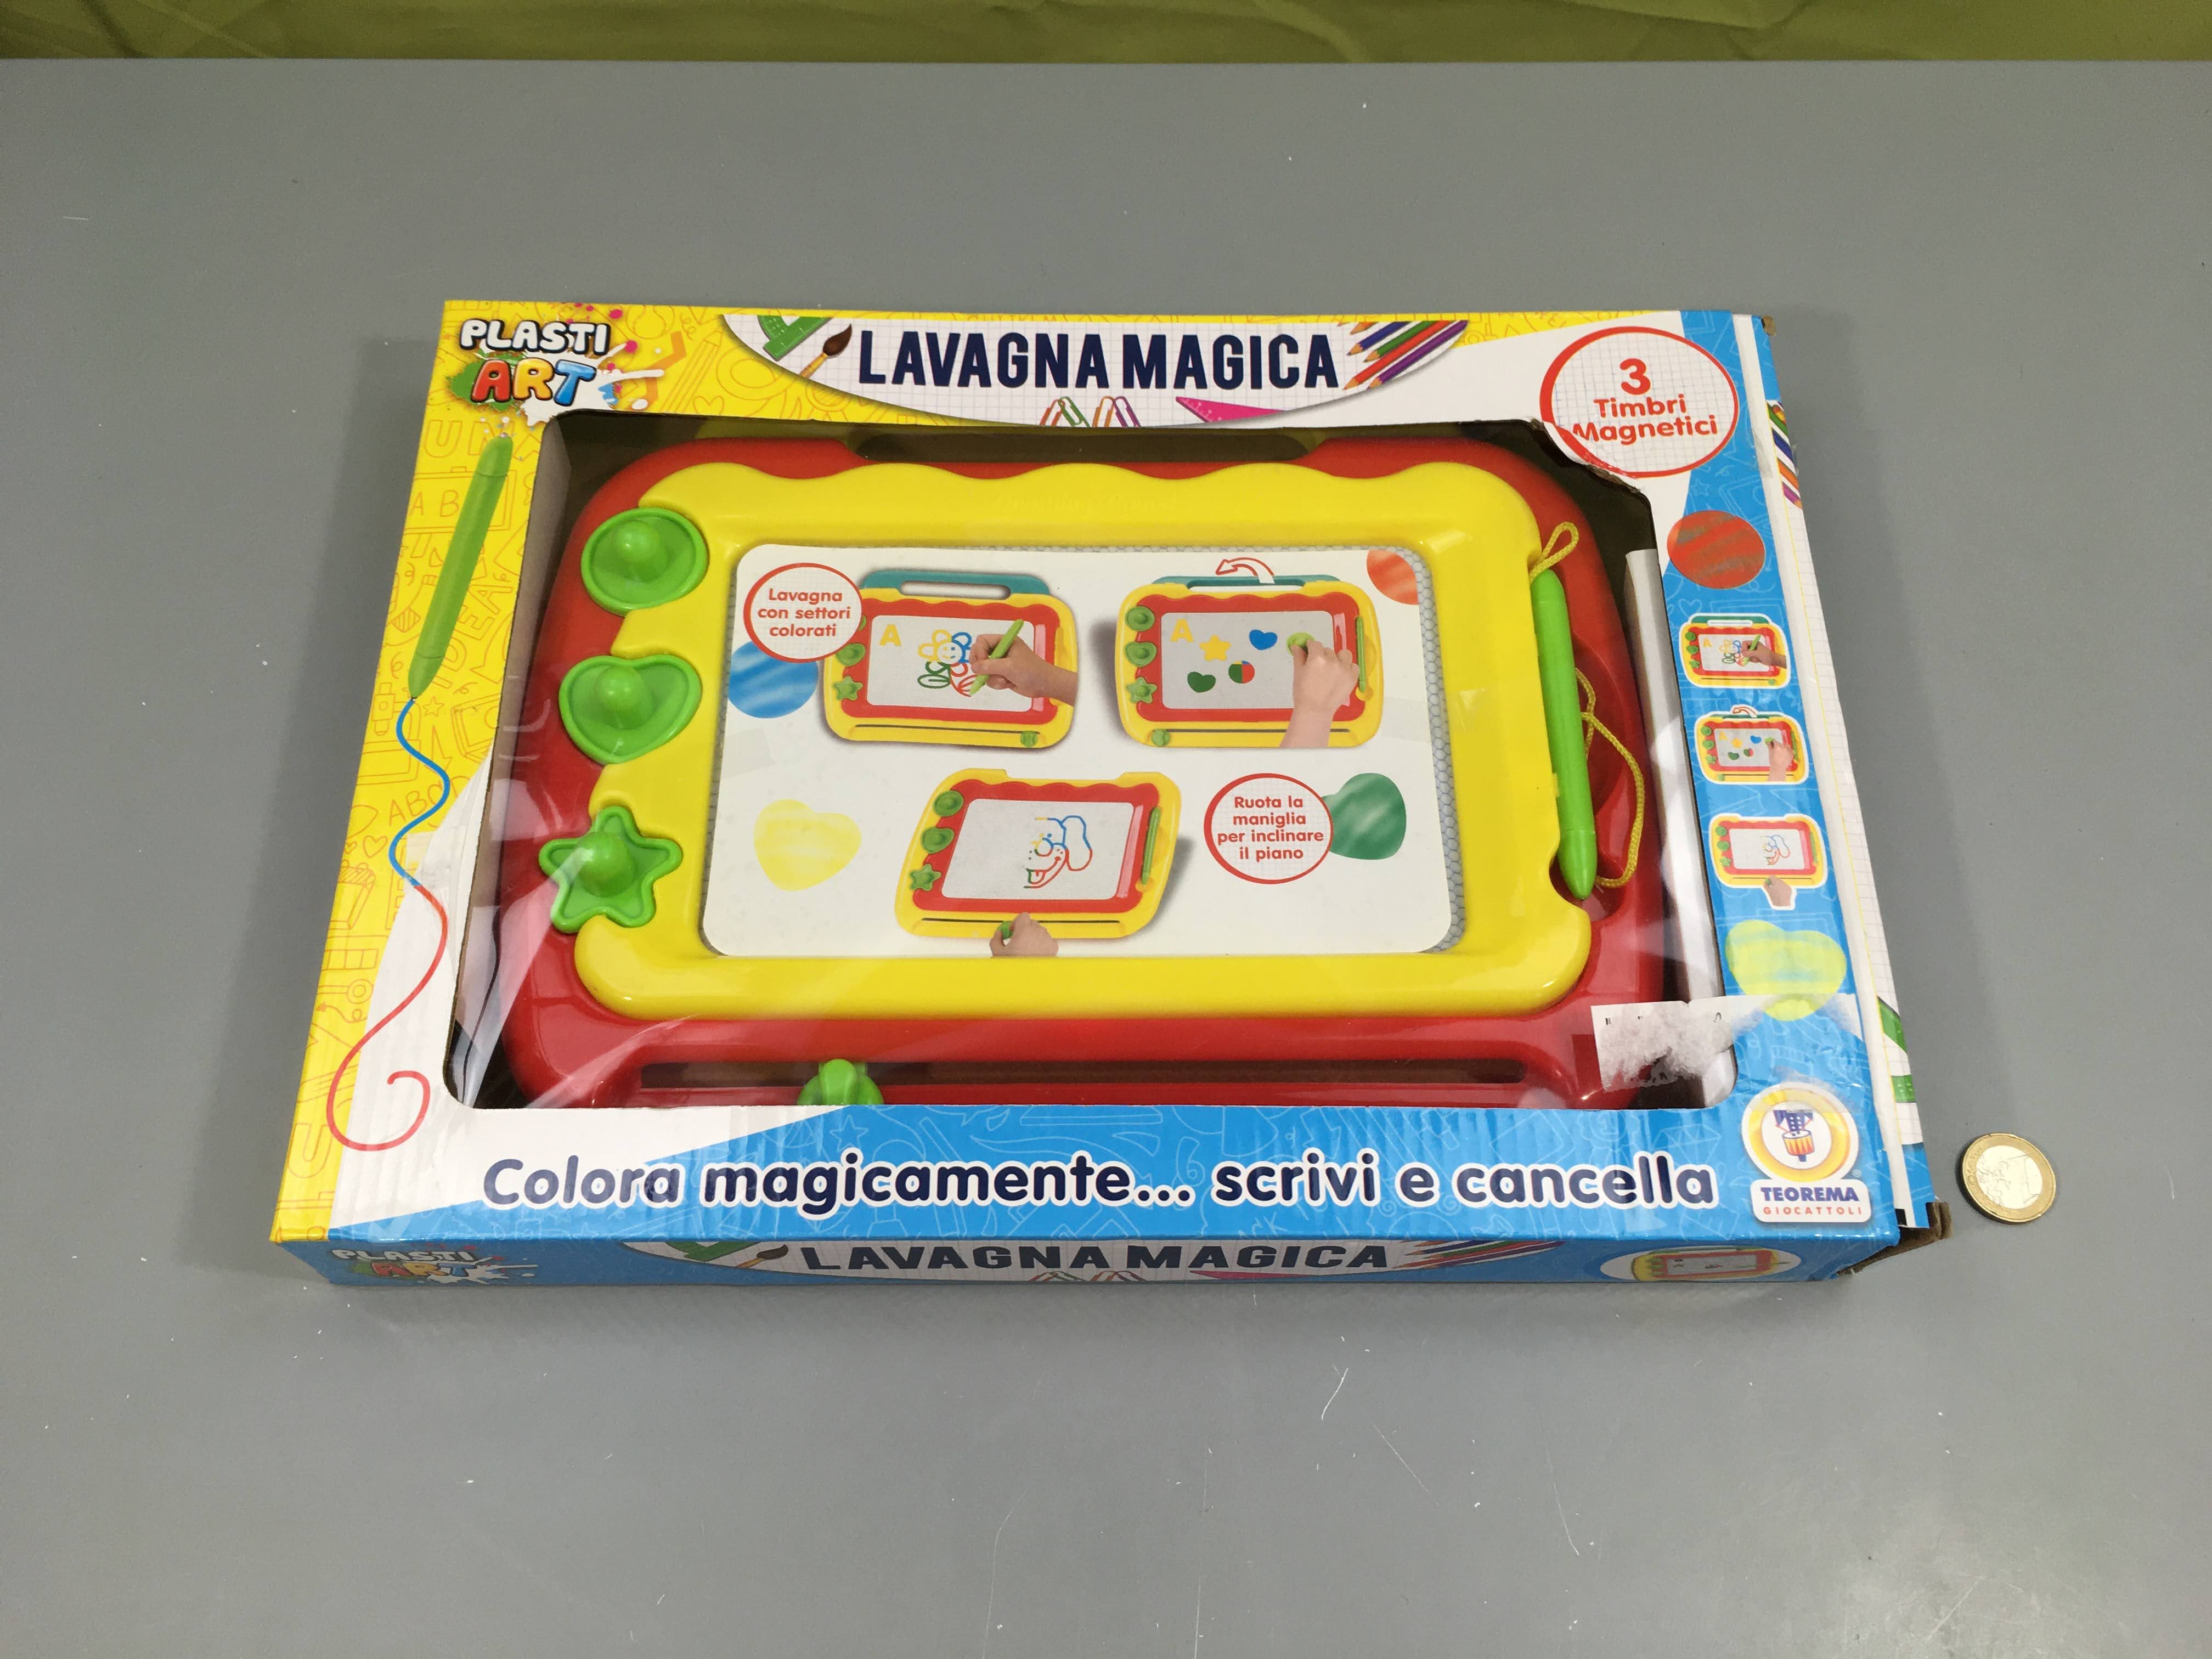 PLASTI
ART
LAVAGNA MAGICA
3
Timbri
Magnetici
Lavagna
con settori
colorati
A
A
Ruota la
maniglia
per inclinare
il piano
Colora magicamente... scrivi e cancella
TEOREMA
GIOCATTOLI
PLASTI
ART
LAVAGNA MAGICA